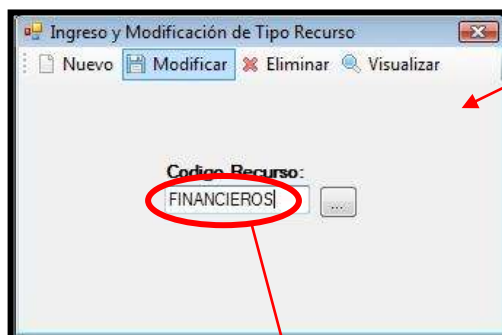 Ingreso y Modificación de Tipo Recurso
Nuevo Modificar Eliminar Visualizar
Codigo Recurso:
FINANCIEROS
...